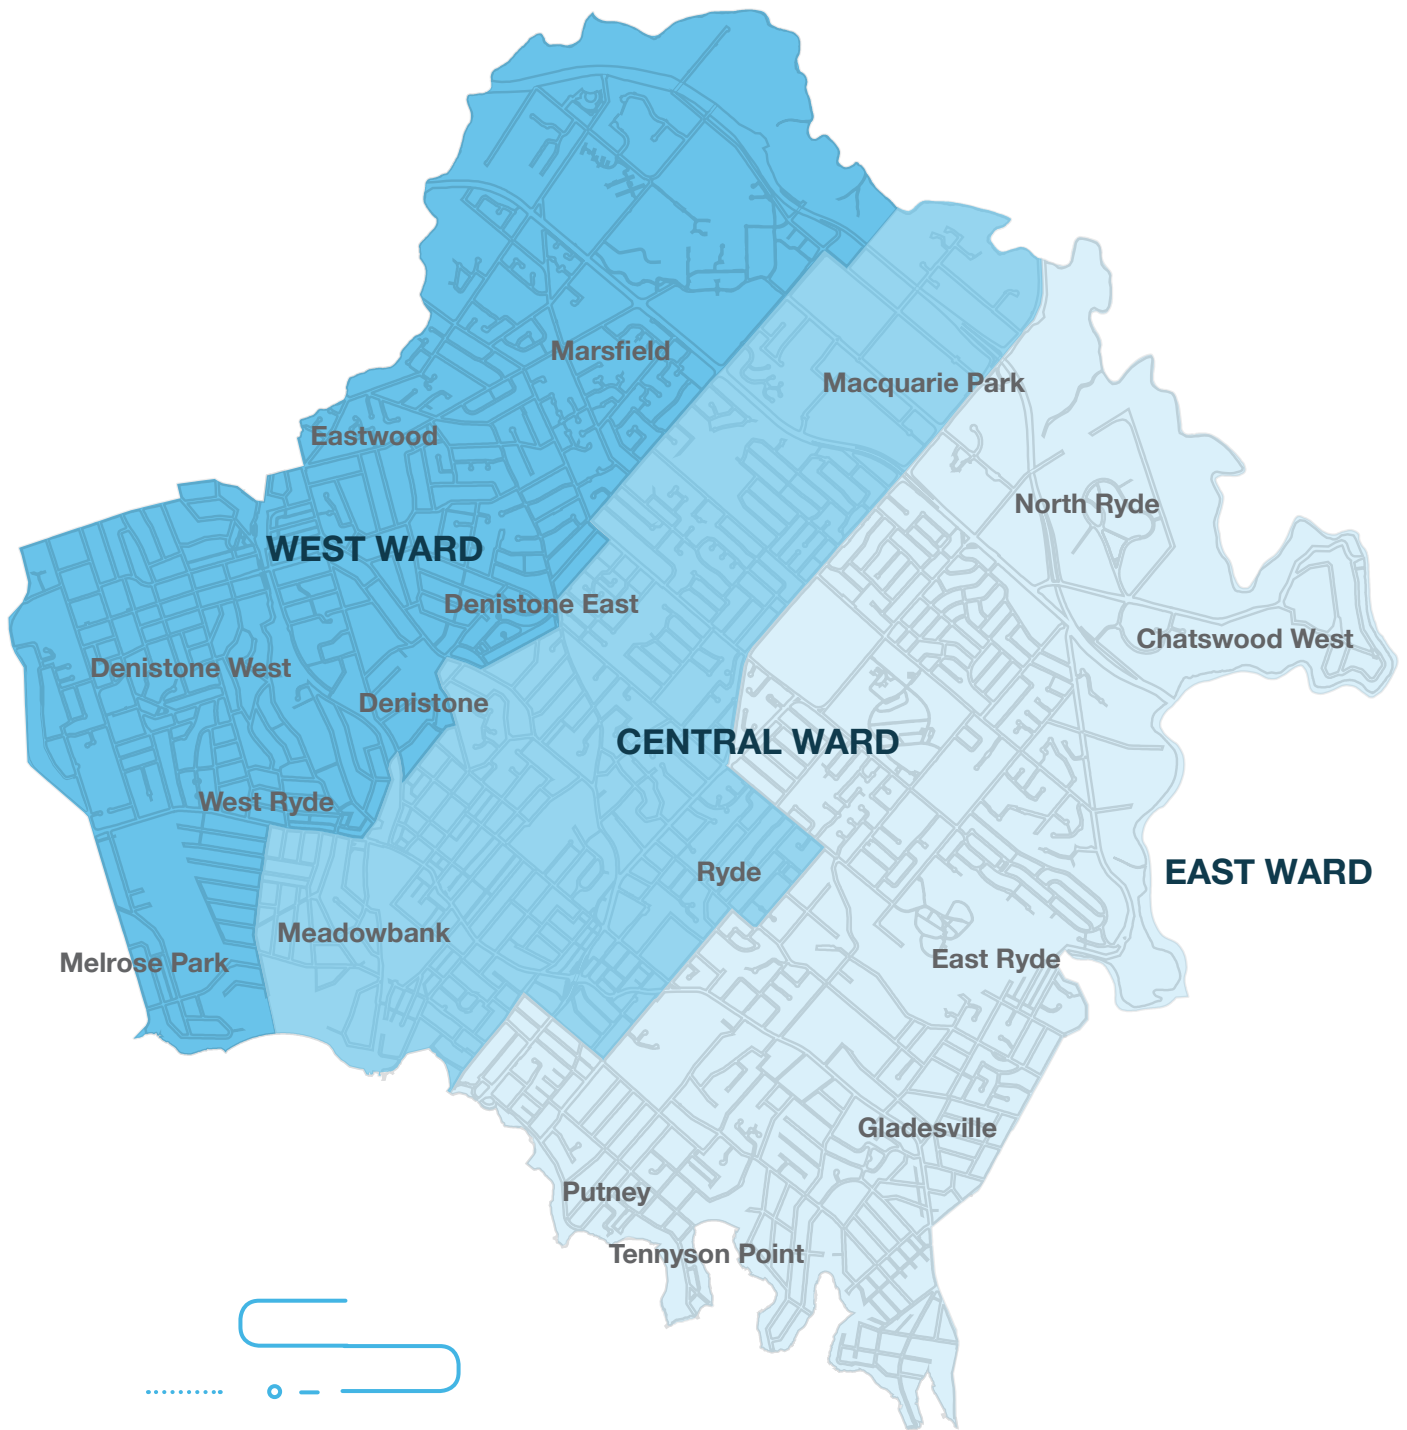 Marsfield
Macquarie Park
Eastwood
North Ryde
WEST WARD
Denistone East
Chatswood West
Denistone West
Denistone
CENTRAL WARD
West Ryde
Ryde
EAST WARD
Meadowbank
East Ryde
Melrose Park
Gladesville
Putney
Tennyson Point